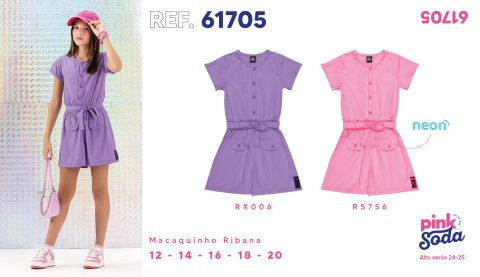 REF. 61705
61705
neon
RX006
RS756
Macaquinho Ribana
12 - 14 - 16 - 18 - 20
pink
Soda
Alto verão 24-25